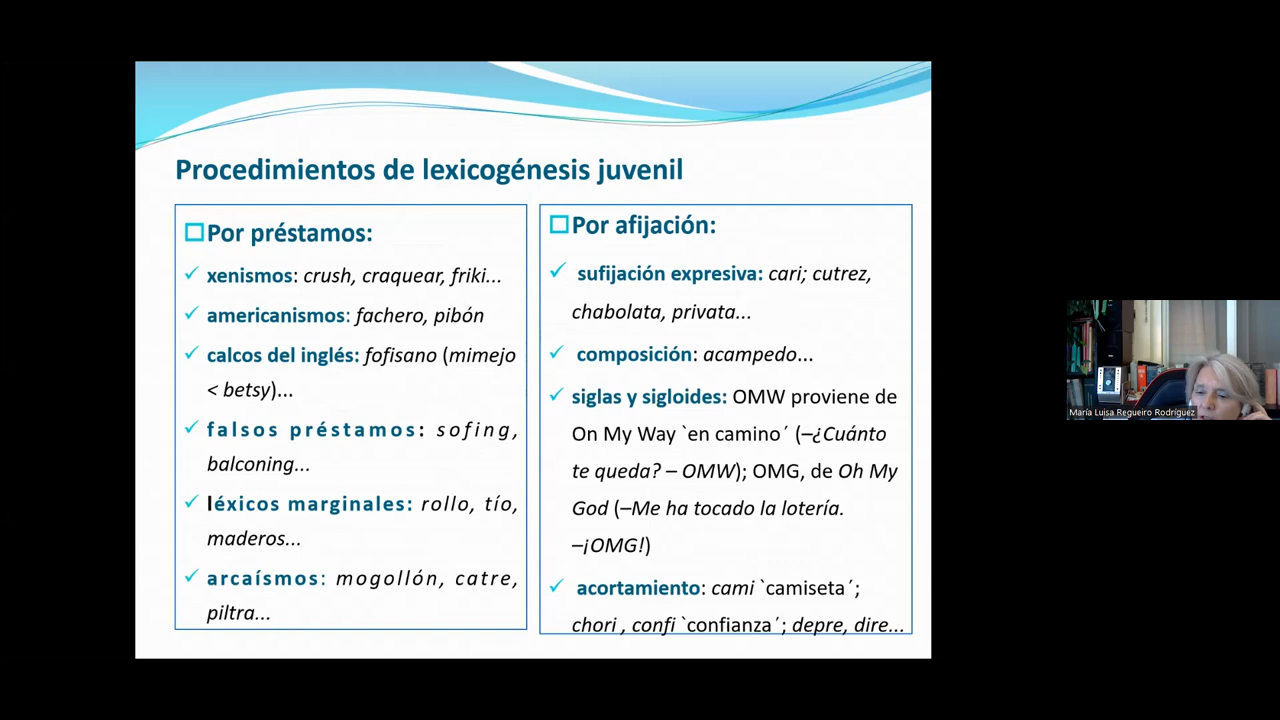 Procedimientos de lexicogénesis juvenil
Por préstamos:
xenismos: crush, craquear, friki...
americanismos: fachero, pibón
calcos del inglés: fofisano (mimejo
< betsy)...
falsos préstamos: sofing,
balconing...
léxicos marginales: rollo, tío,
maderos...
arcaísmos: mogollón, catre,
piltra...
Por afijación:
sufijación expresiva: cari; cutrez,
chabolata, privata...
composición: acampedo...
siglas y sigloides: OMW proviene de
On My Way `en camino´ (–¿Cuánto
te queda? – OMW); OMG, de Oh My
God (–Me ha tocado la lotería.
–¡OMG!)
acortamiento: cami `camiseta´;
chori , confi `confianza´; depre, dire...
María Luisa Regueiro Rodríguez